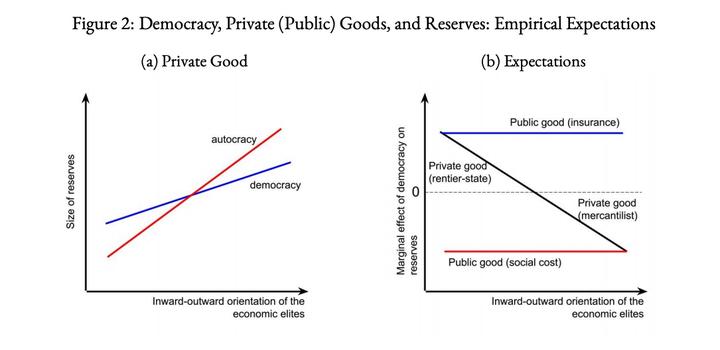 Figure 2: Democracy, Private (Public) Goods, and Reserves: Empirical Expectations
(a) Private Good
autocracy
democracy
Size of reserves
Inward-outward orientation of the
economic elites
(b) Expectations
Public good (insurance)
Private good
(rentier-state)
0
Private good
(mercantilist)
Public good (social cost)
Marginal effect of democracy on
reserves
Inward-outward orientation of the
economic elites